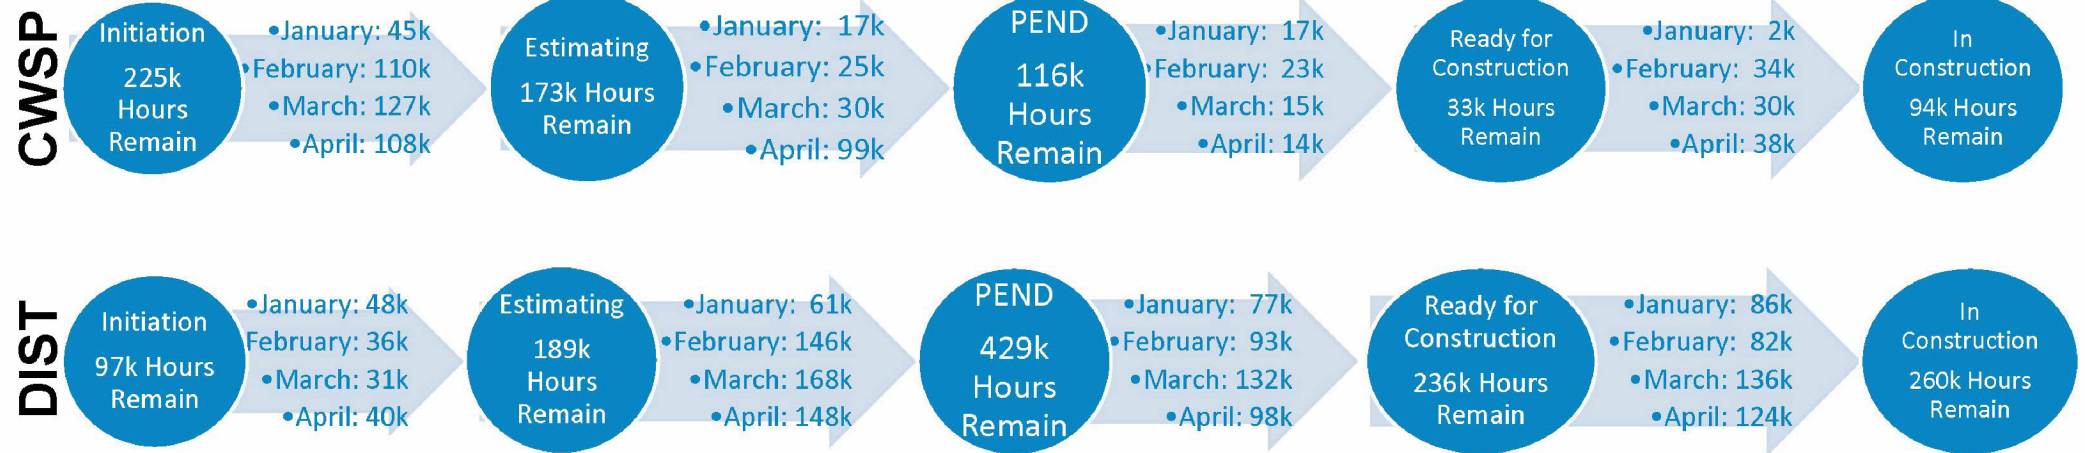 CWSP
Initiation
225k
Hours
Remain
•January: 45k
•February: 110k
•March: 127k
•April: 108k
Estimating
173k Hours
Remain
•January: 17k
•February: 25k
•March: 30k
•April: 99k
PEND
116k
Hours
Remain
•January: 17k
•February: 23k
•March: 15k
•April: 14k
Ready for
Construction
33k Hours
Remain
•January: 2k
•February: 34k
•March: 30k
•April: 38k
In
Construction
94k Hours
Remain
DIST
Initiation
97k Hours
Remain
•January: 48k
February: 36k
•March: 31k
•April: 40k
Estimating
189k
Hours
Remain
•January: 61k
•February: 146k
•March: 168k
•April: 148k
PEND
429k
Hours
Remain
•January: 77k
•February: 93k
•March: 132k
•April: 98k
Ready for
Construction
236k Hours
Remain
•January: 86k
•February: 82k
•March: 136k
•April: 124k
In
Construction
260k Hours
Remain